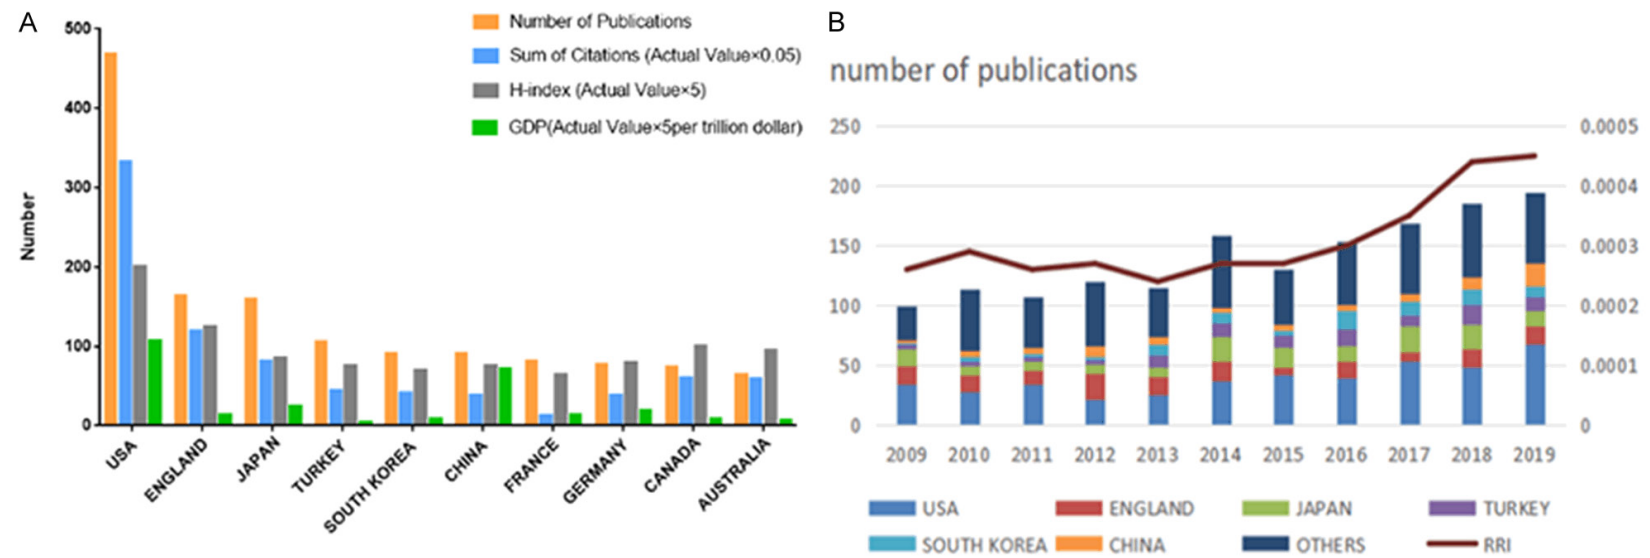 A
500
400
300
200
100
0
Number
Number of Publications
Sum of Citations (Actual Value×0.05)
H-index (Actual Value×5)
GDP(Actual Value×5per trillion dollar)
USA
ENGLAND
JAPAN
TURKEY
SOUTH KOREA
CHINA
FRANCE
GERMANY
CANADA
AUSTRALIA
B
number of publications
250 0.0005
200 0.0004
150 0.0003
100 0.0002
50 0.0001
0 0
2009 2010 2011 2012 2013 2014 2015 2016 2017 2018 2019
USA ENGLAND JAPAN TURKEY
SOUTH KOREA CHINA OTHERS RRI